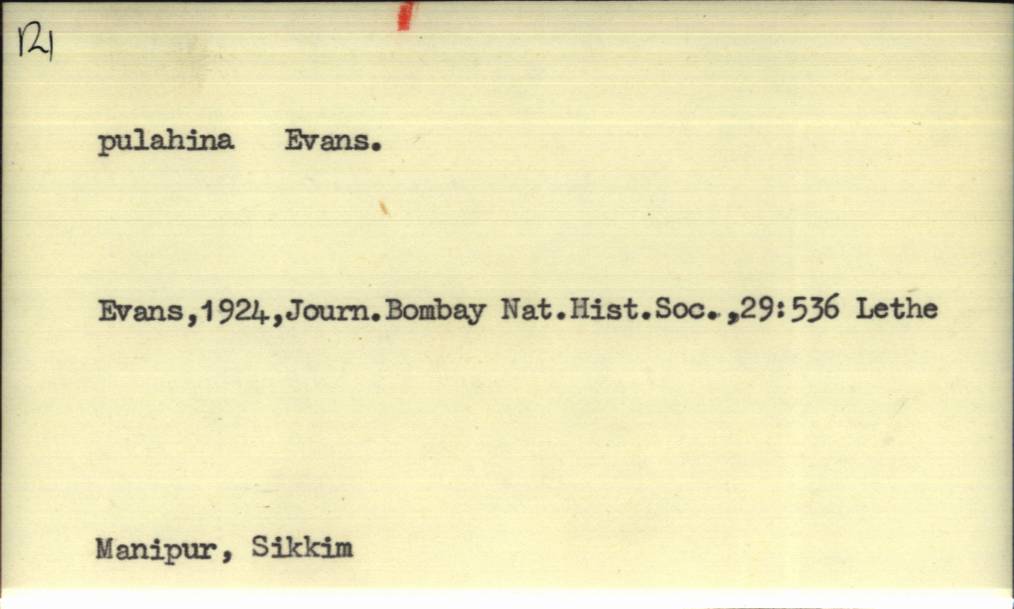 121
pulahina Evans.
Evans,1924,Journ.Bombay Nat.Hist.Soc.,29:536 Lethe
Manipur, Sikkim